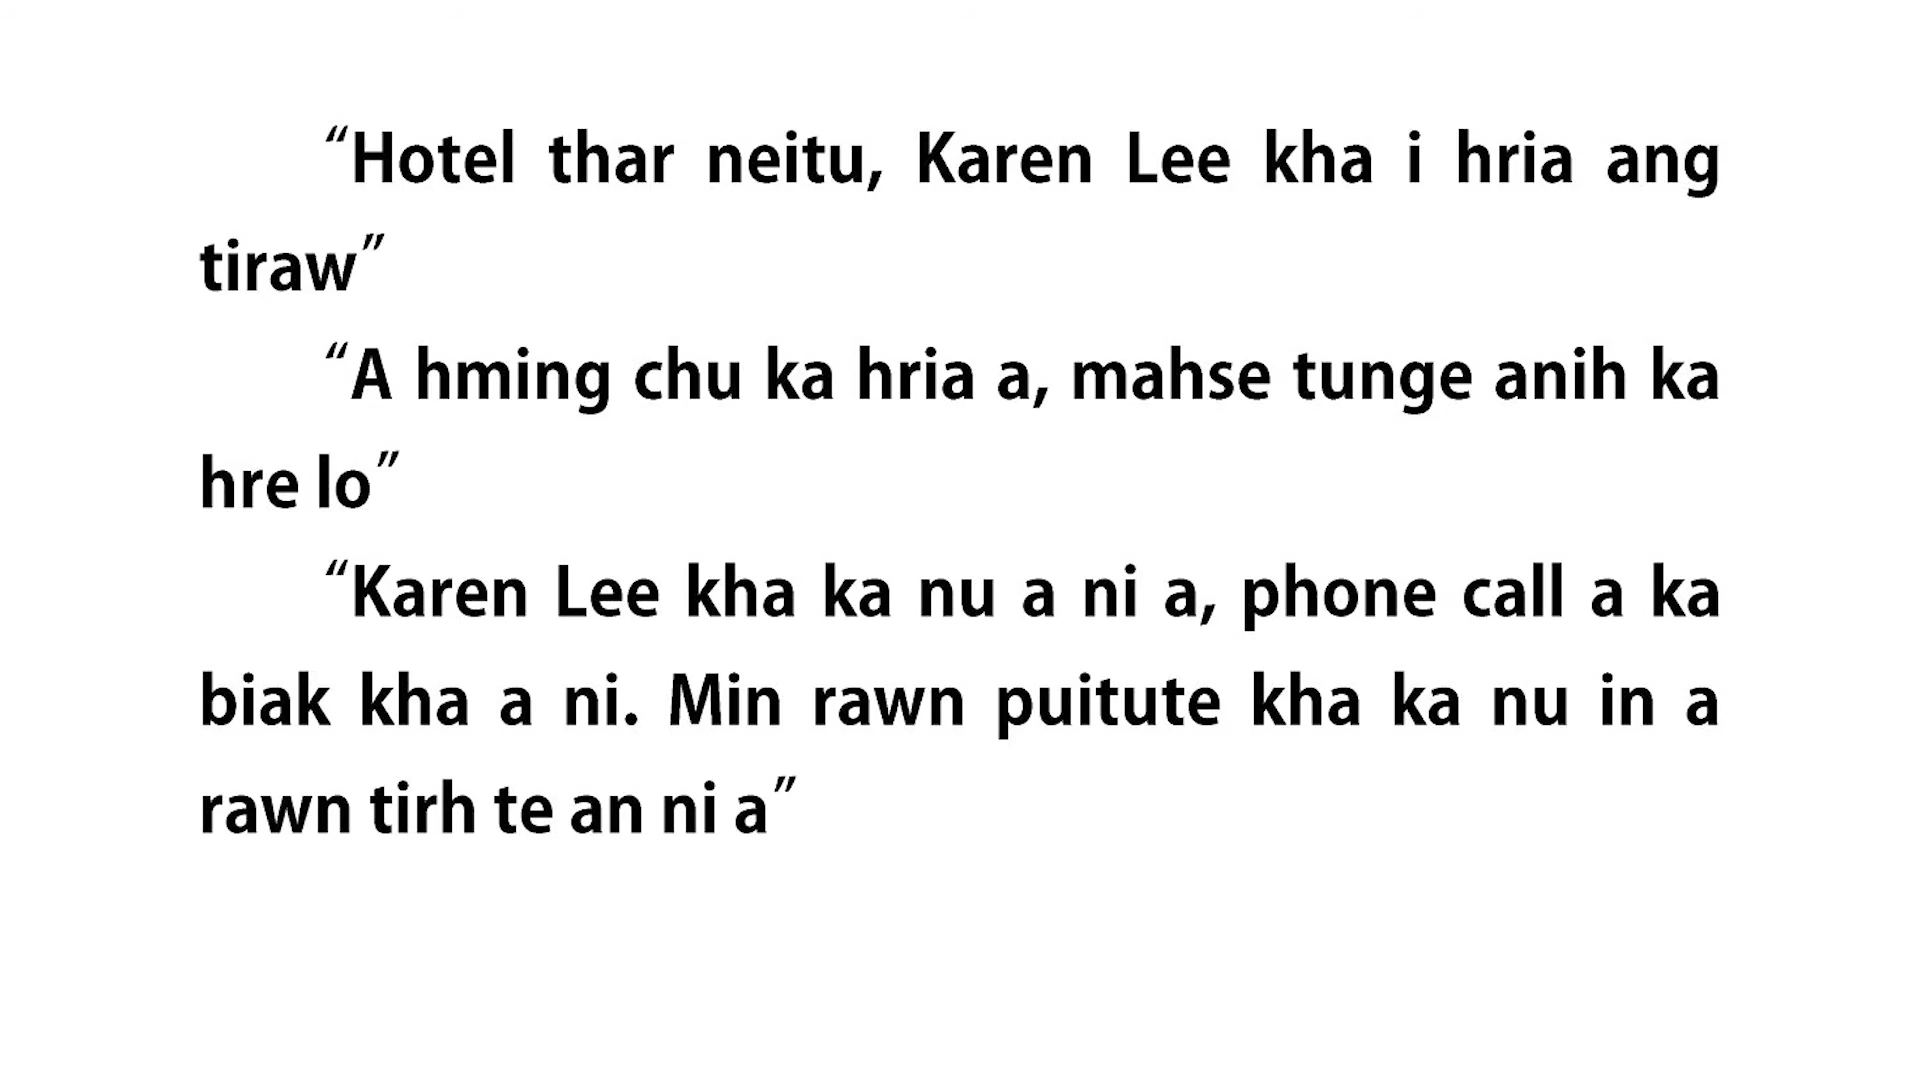 “Hotel thar neitu, Karen Lee kha i hria ang
tiraw”
“A hming chu ka hria a, mahse tunge anih ka
hre lo”
“Karen Lee kha ka nu a ni a, phone call a ka
biak kha a ni. Min rawn puitute kha ka nu in a
rawn tirh te an ni a”